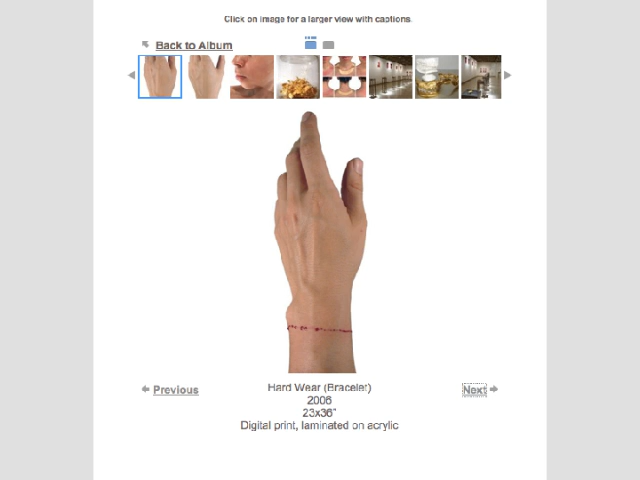 Click on image for a larger view with captions.
Back to Album
Previous
Hard Wear (Bracelet)
Next
2006
23x36"
Digital print, laminated on acrylic